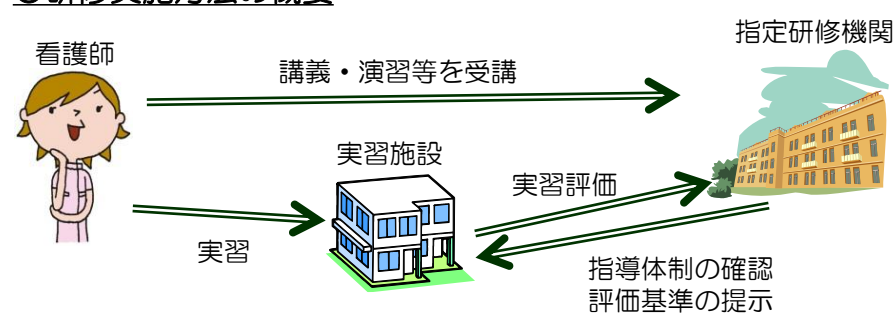 指定研修機関
看護師
講義・演習等を受講
実習施設
実習評価
実習
指導体制の確認
評価基準の提示